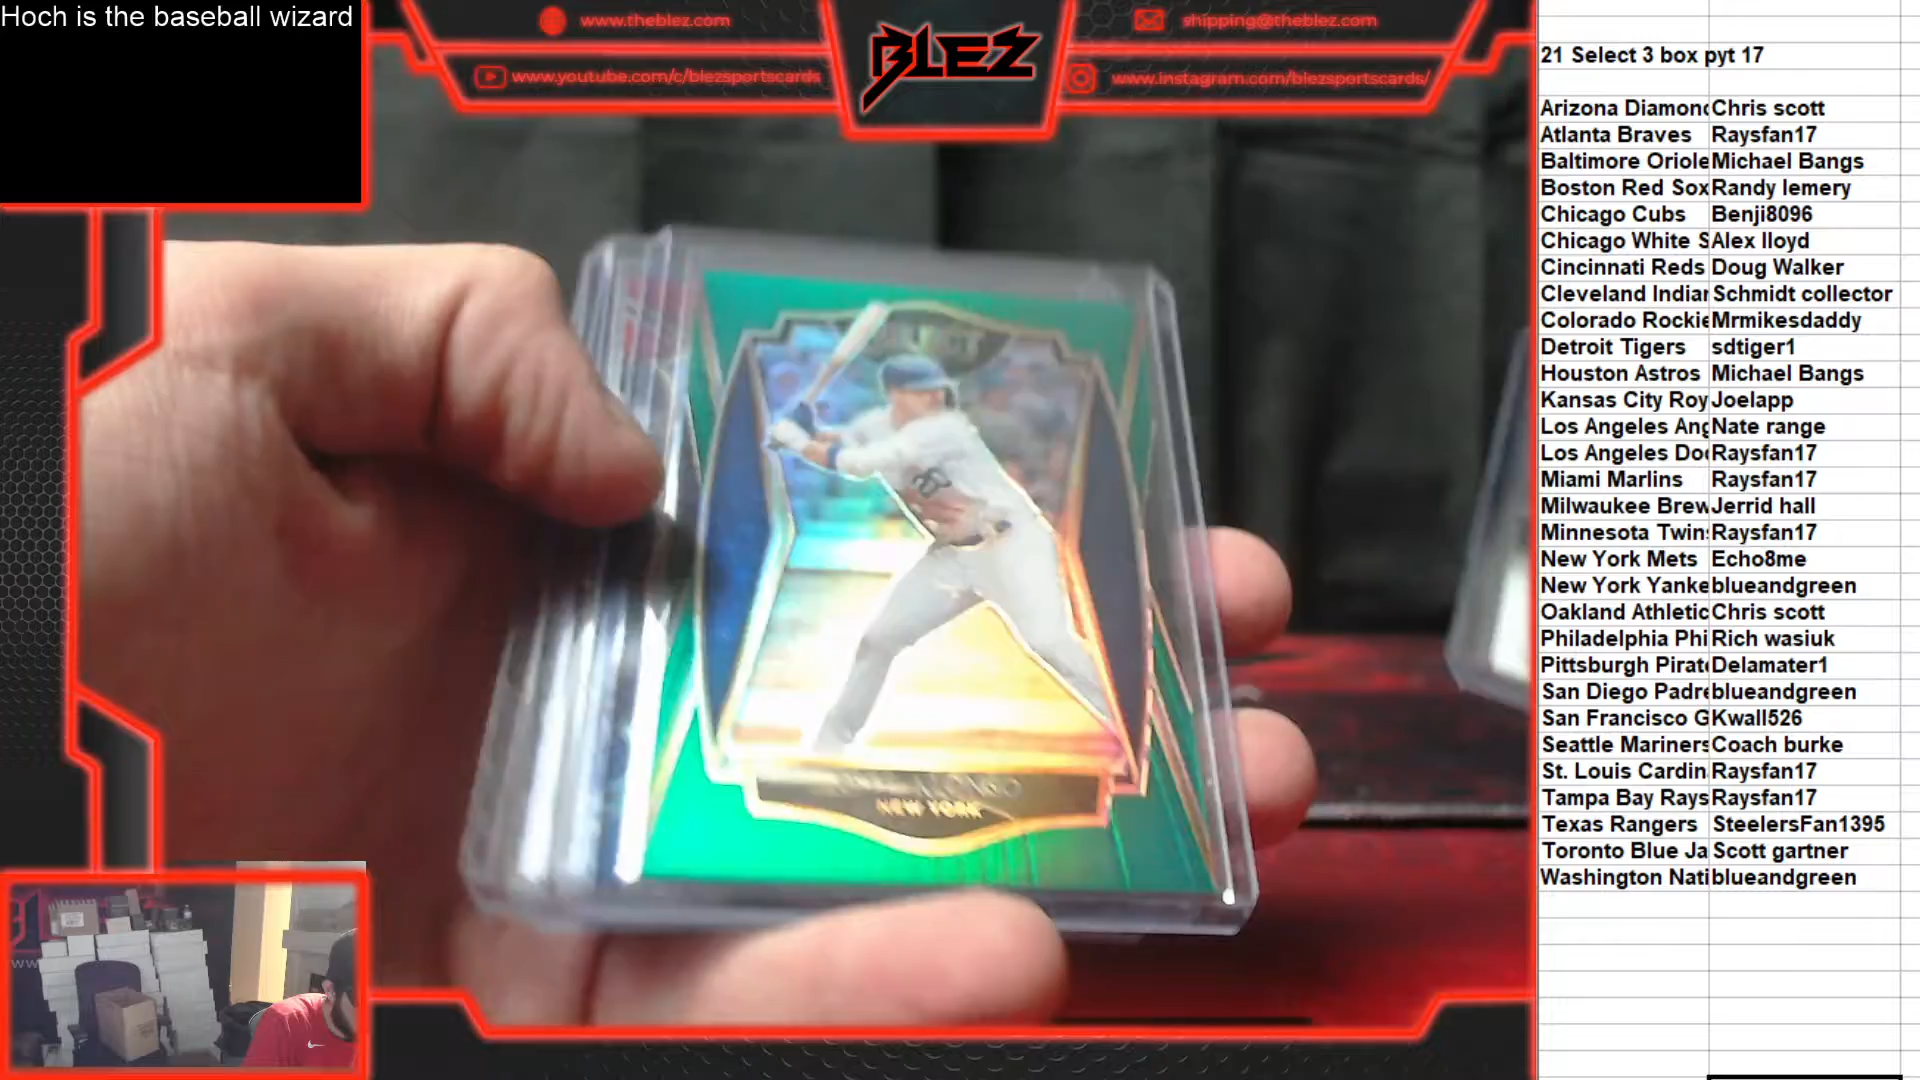 Hoch is the baseball wizard
www.theblez.com
shipping@theblez.com
BLEZ
www.youtube.com/c/blezsportscards
www.instagram.com/blezsportscards/
20
NEW YORK
21 Select 3 box pyt 17
Arizona Diamond Chris scott
Atlanta Braves Raysfan17
Baltimore Oriole Michael Bangs
Boston Red Sox Randy lemery
Chicago Cubs Benji8096
Chicago White S Alex lloyd
Cincinnati Reds Doug Walker
Cleveland Indian Schmidt collector
Colorado Rockie Mrmikesdaddy
Detroit Tigers sdtiger1
Houston Astros Michael Bangs
Kansas City Roy Joelapp
Los Angeles Ang Nate range
Los Angeles Dod Raysfan17
Miami Marlins Raysfan17
Milwaukee Brew Jerrid hall
Minnesota Twins Raysfan17
New York Mets Echo8me
New York Yanke blueandgreen
Oakland Athletic Chris scott
Philadelphia Phi Rich wasiuk
Pittsburgh Pirate Delamater1
San Diego Padre blueandgreen
San Francisco G Kwall526
Seattle Mariners Coach burke
St. Louis Cardin Raysfan17
Tampa Bay Rays Raysfan17
Texas Rangers SteelersFan1395
Toronto Blue Ja Scott gartner
Washington Nati blueandgreen